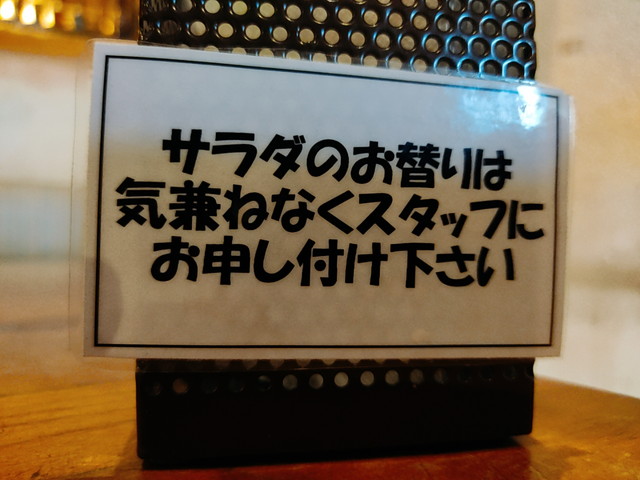 サラダのお替りは
気兼ねなくスタッフに
お申し付け下さい